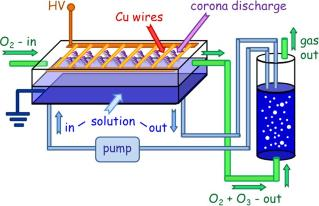 HV
corona discharge
Cu wires
O₂ - in
gas
out
in
solution
out
pump
O₂ + O₃ - out